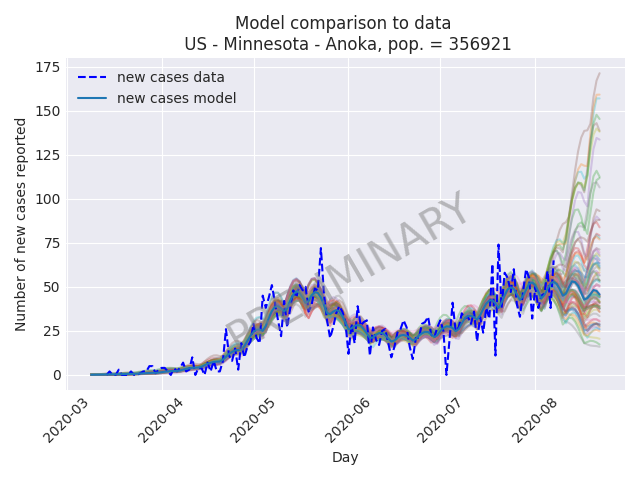 Model comparison to data
US - Minnesota - Anoka, pop. = 356921
175
150
125
100
75
50
25
0
Number of new cases reported
new cases data
new cases model
PRELIMINARY
2020-03
2020-04
2020-05
2020-06
2020-07
2020-08
Day